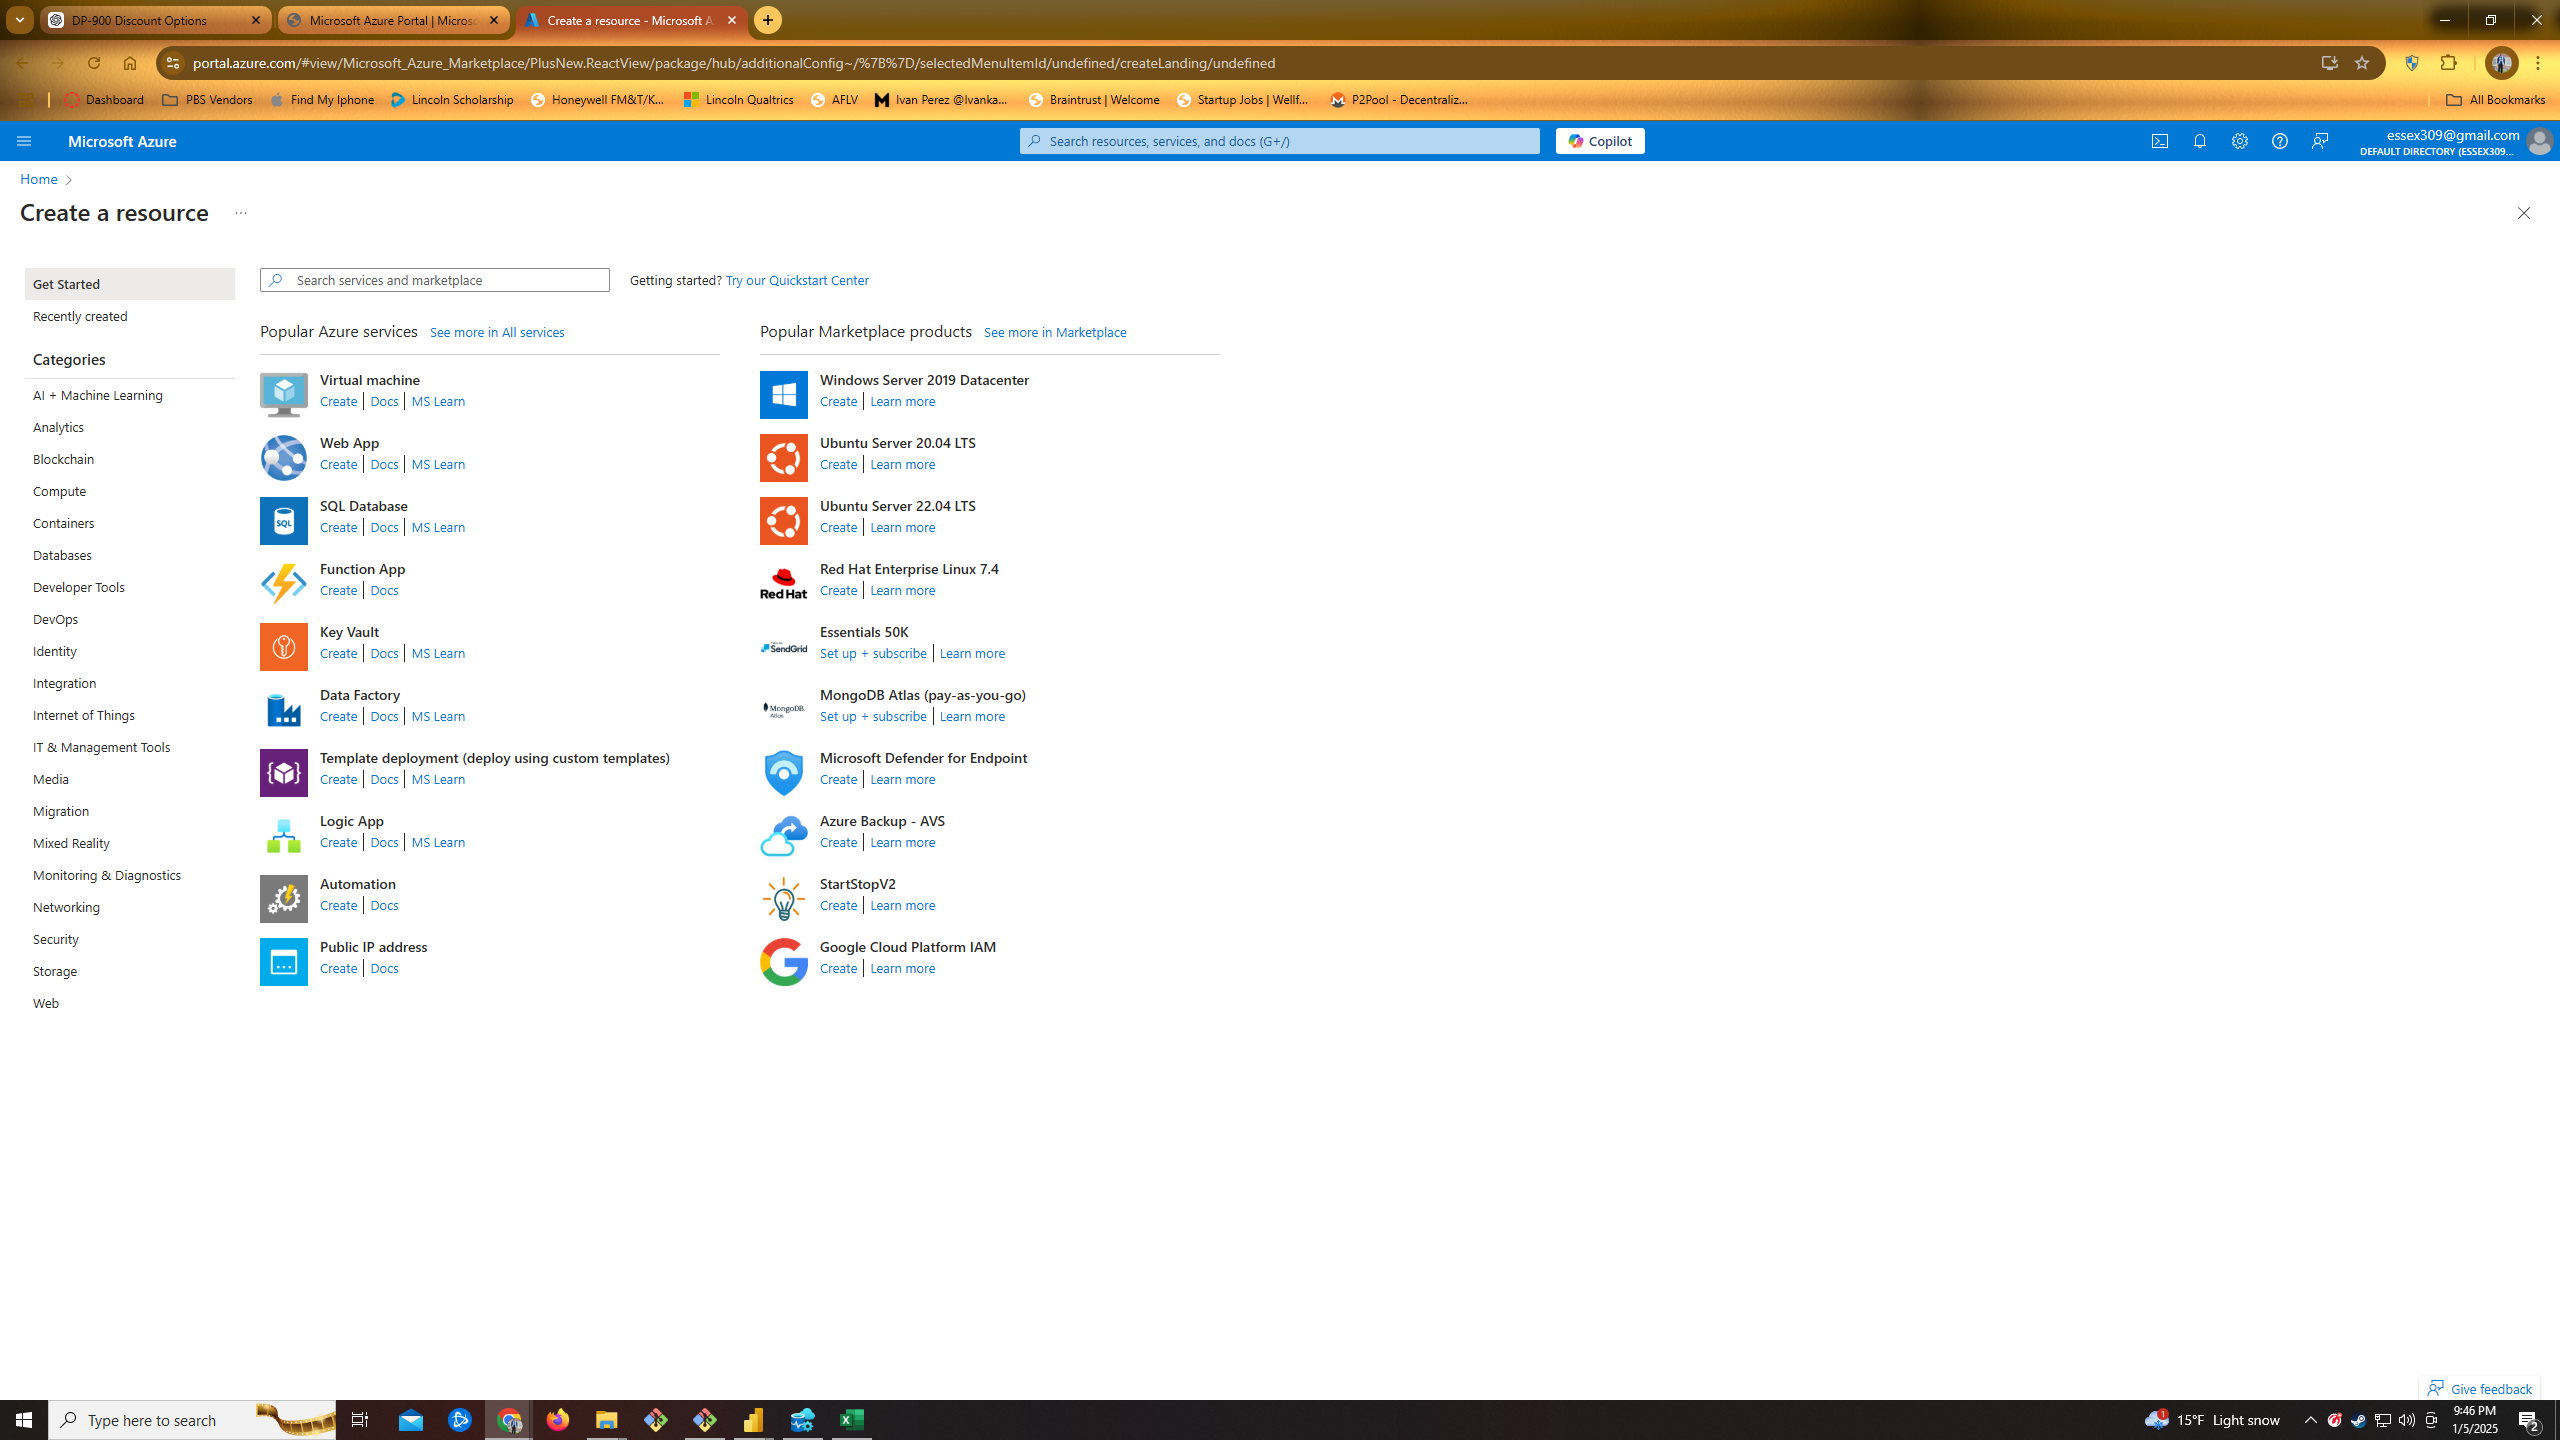 DP-900 Discount Options
Microsoft Azure Portal | Microso
Create a resource - Microsoft A
portal.azure.com/#view/Microsoft_Azure_Marketplace/PlusNew.ReactView/package/hub/additionalConfig~/%7B%7D/selectedMenuItemId/undefined/createLanding/undefined
Dashboard PBS Vendors Find My Iphone Lincoln Scholarship Honeywell FM&T/K... Lincoln Qualtrics AFLV Ivan Perez @Ivanka... Braintrust | Welcome Startup Jobs | Wellf... P2Pool - Decentraliz... All Bookmarks
Microsoft Azure
Search resources, services, and docs (G+/)
Copilot
essex309@gmail.com
DEFAULT DIRECTORY (ESSEX309...
Home
Create a resource
...
Get Started
Recently created
Categories
AI + Machine Learning
Analytics
Blockchain
Compute
Containers
Databases
Developer Tools
DevOps
Identity
Integration
Internet of Things
IT & Management Tools
Media
Migration
Mixed Reality
Monitoring & Diagnostics
Networking
Security
Storage
Web
Search services and marketplace
Getting started? Try our Quickstart Center
Popular Azure services See more in All services
Virtual machine
Create | Docs | MS Learn
Web App
Create | Docs | MS Learn
SQL
SQL Database
Create | Docs | MS Learn
Function App
Create | Docs
Key Vault
Create | Docs | MS Learn
Data Factory
Create | Docs | MS Learn
Template deployment (deploy using custom templates)
Create | Docs | MS Learn
Logic App
Create | Docs | MS Learn
Automation
Create | Docs
Public IP address
Create | Docs
Popular Marketplace products See more in Marketplace
Windows Server 2019 Datacenter
Create | Learn more
Ubuntu Server 20.04 LTS
Create | Learn more
Ubuntu Server 22.04 LTS
Create | Learn more
Red Hat
Red Hat Enterprise Linux 7.4
Create | Learn more
SendGrid
Essentials 50K
Set up + subscribe | Learn more
MongoDB.
Atlas
MongoDB Atlas (pay-as-you-go)
Set up + subscribe | Learn more
Microsoft Defender for Endpoint
Create | Learn more
Azure Backup - AVS
Create | Learn more
StartStopV2
Create | Learn more
Google Cloud Platform IAM
Create | Learn more
Give feedback
Type here to search
1
15°F Light snow
9:46 PM
1/5/2025
2